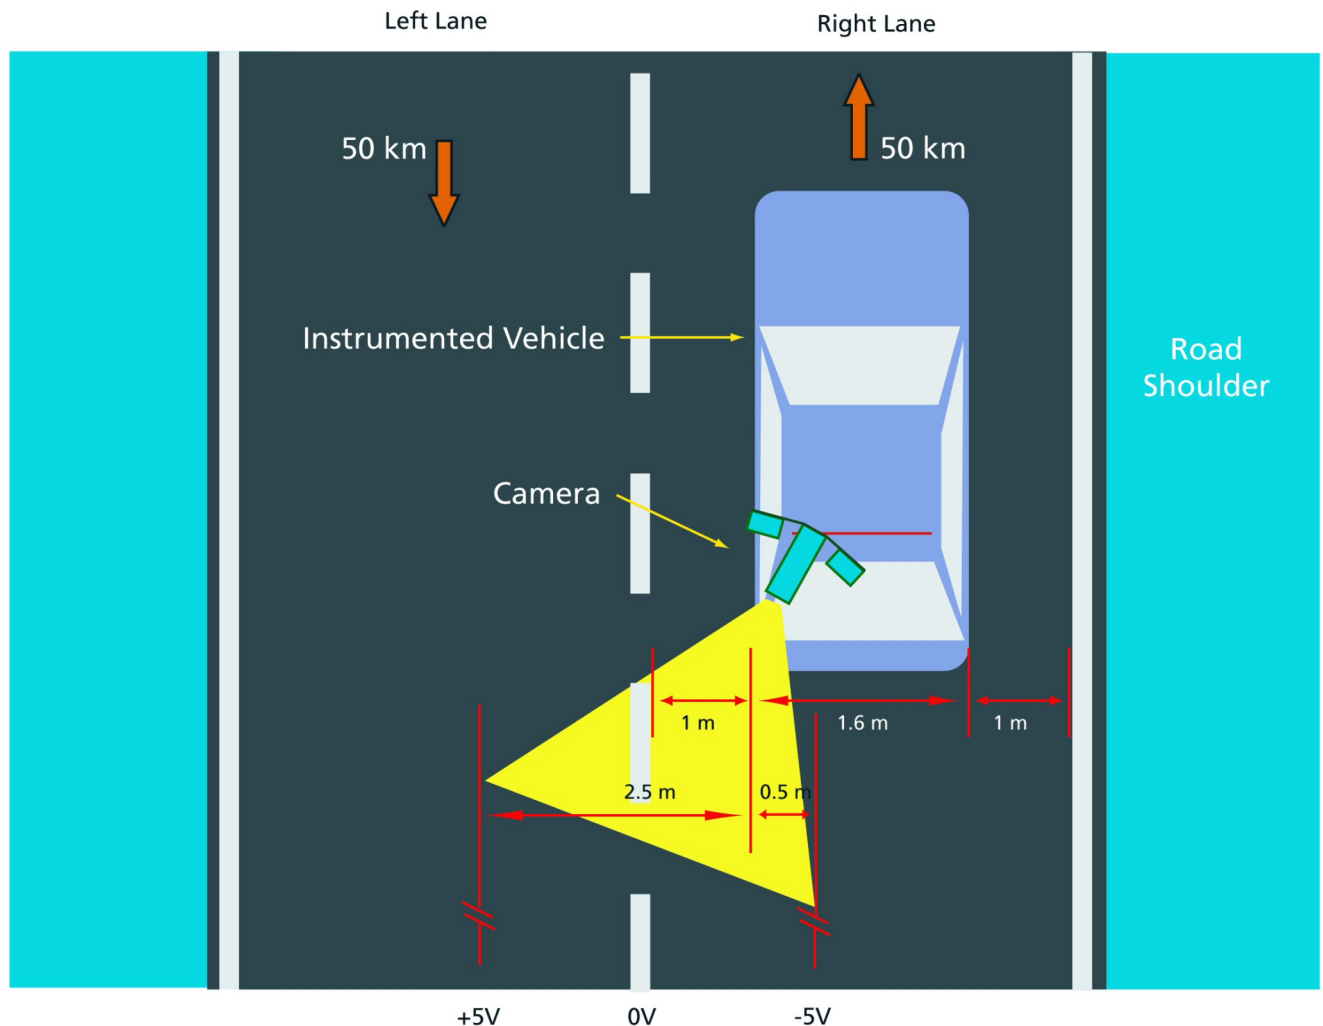 Left Lane
Right Lane
50 km
50 km
Instrumented Vehicle
Road
Shoulder
Camera
1 m
1.6 m
1 m
2.5 m
0.5 m
+5V
0V
-5V